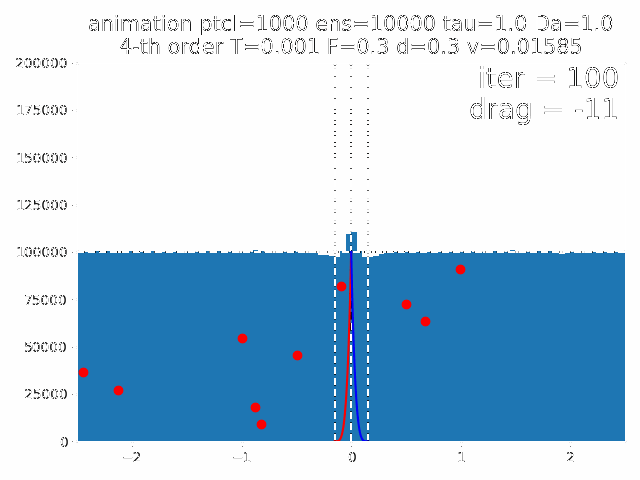 animation ptcl=1000 ens=10000 tau=1.0 Da=1.0
4-th order T=0.001 F=0.3 d=0.3 v=0.01585
iter = 100
drag = -11
200000
175000
150000
125000
100000
75000
50000
25000
0
−2 −1 0 1 2